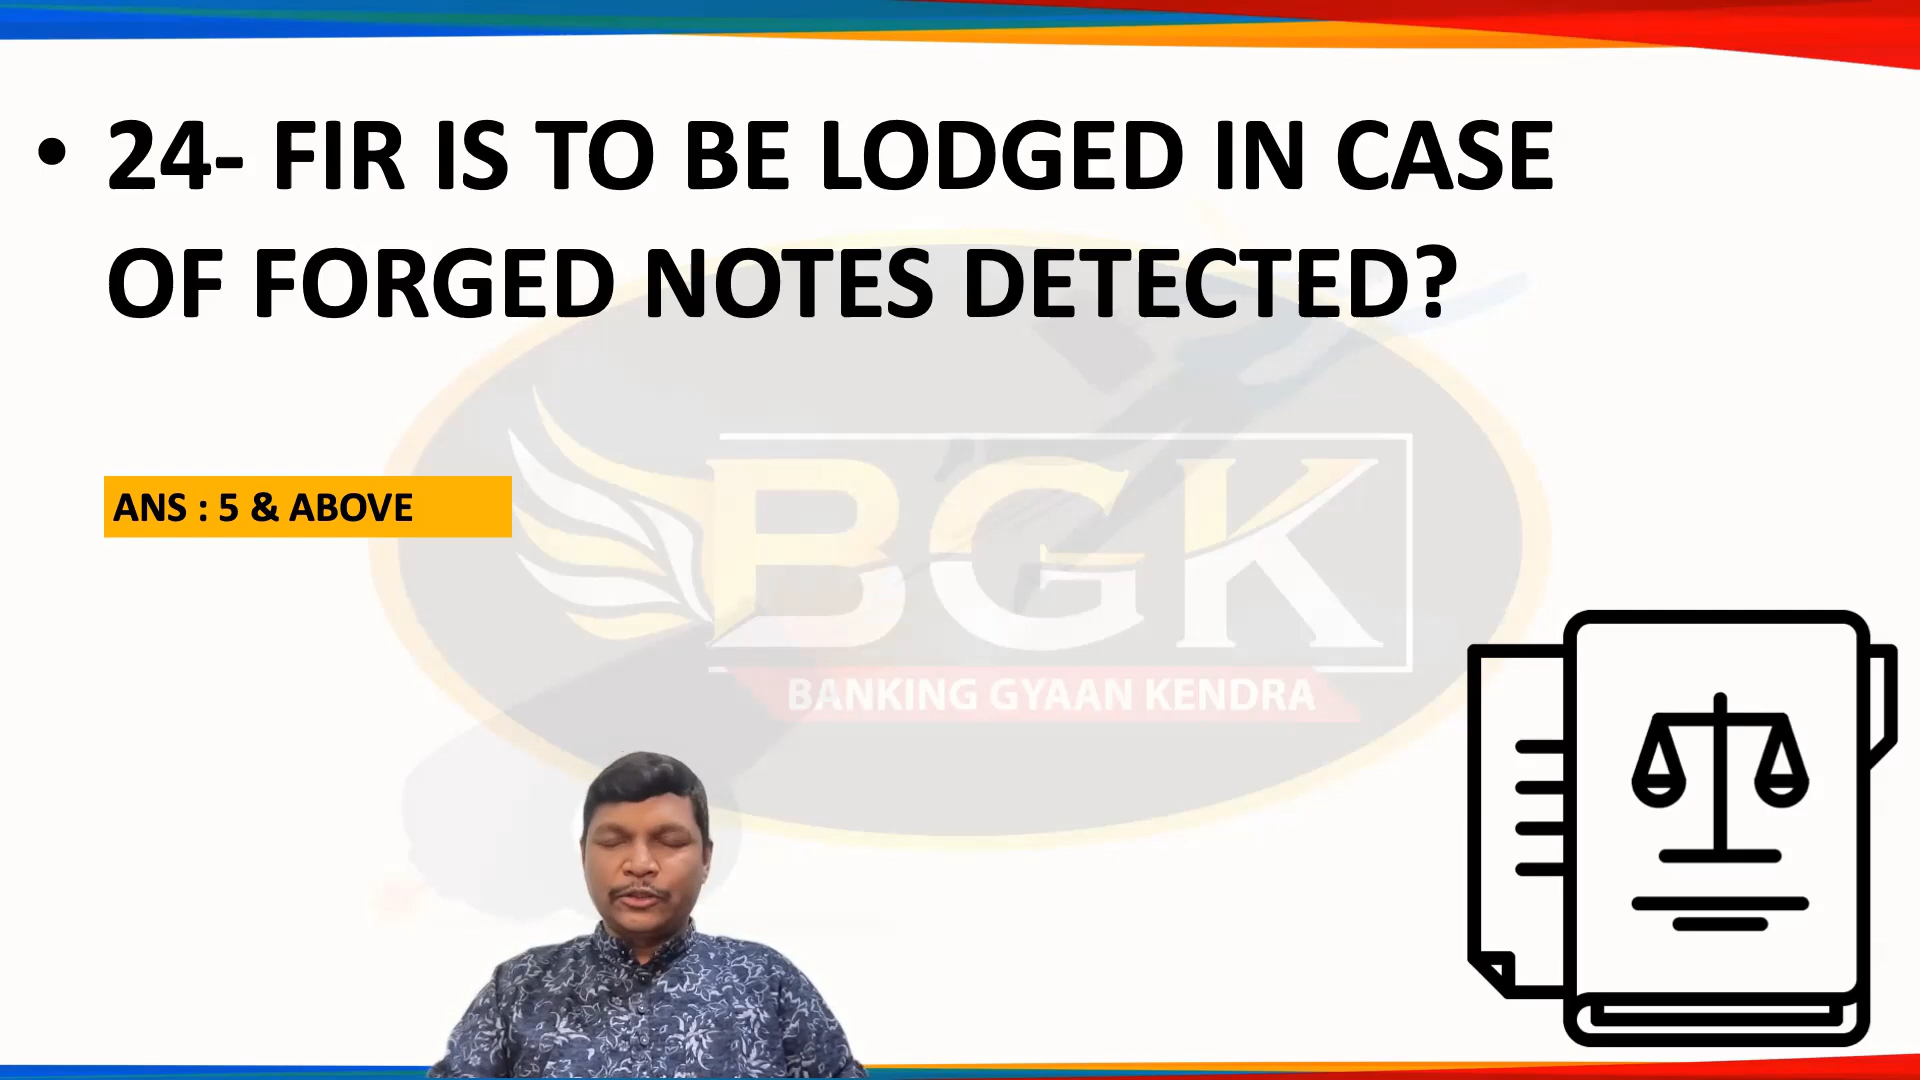 • 24- FIR IS TO BE LODGED IN CASE
OF FORGED NOTES DETECTED?
ANS : 5 & ABOVE
BGK
BANKING GYAAN KENDRA